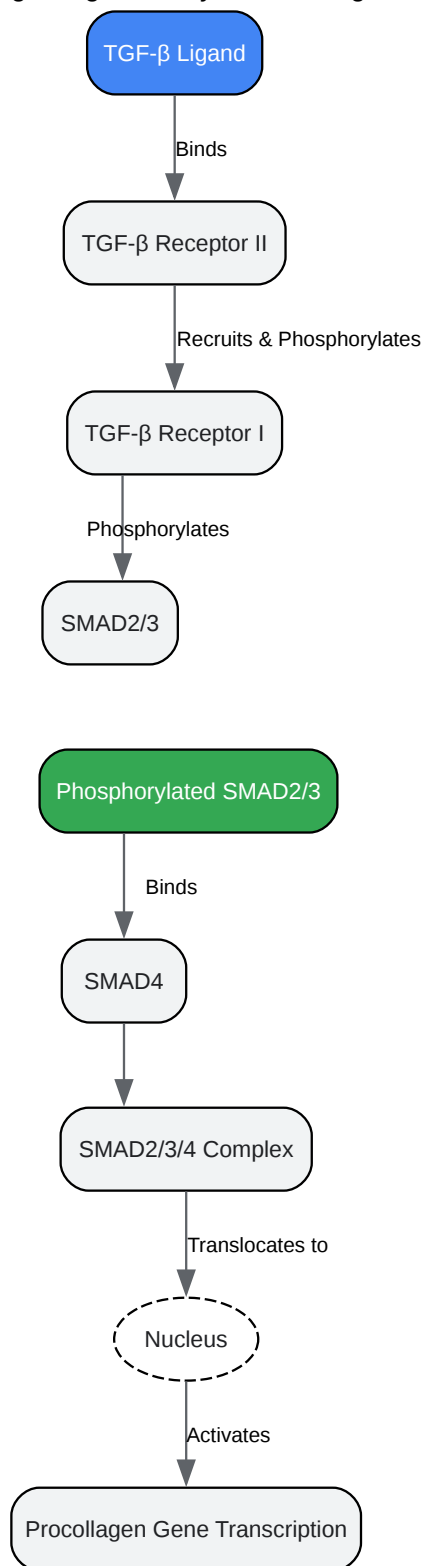 TGF-β Ligand
Binds
TGF-β Receptor II
Recruits & Phosphorylates
TGF-β Receptor I
Phosphorylates
SMAD2/3
Phosphorylated SMAD2/3
Binds
SMAD4
SMAD2/3/4 Complex
Translocates to
Nucleus
Activates
Procollagen Gene Transcription